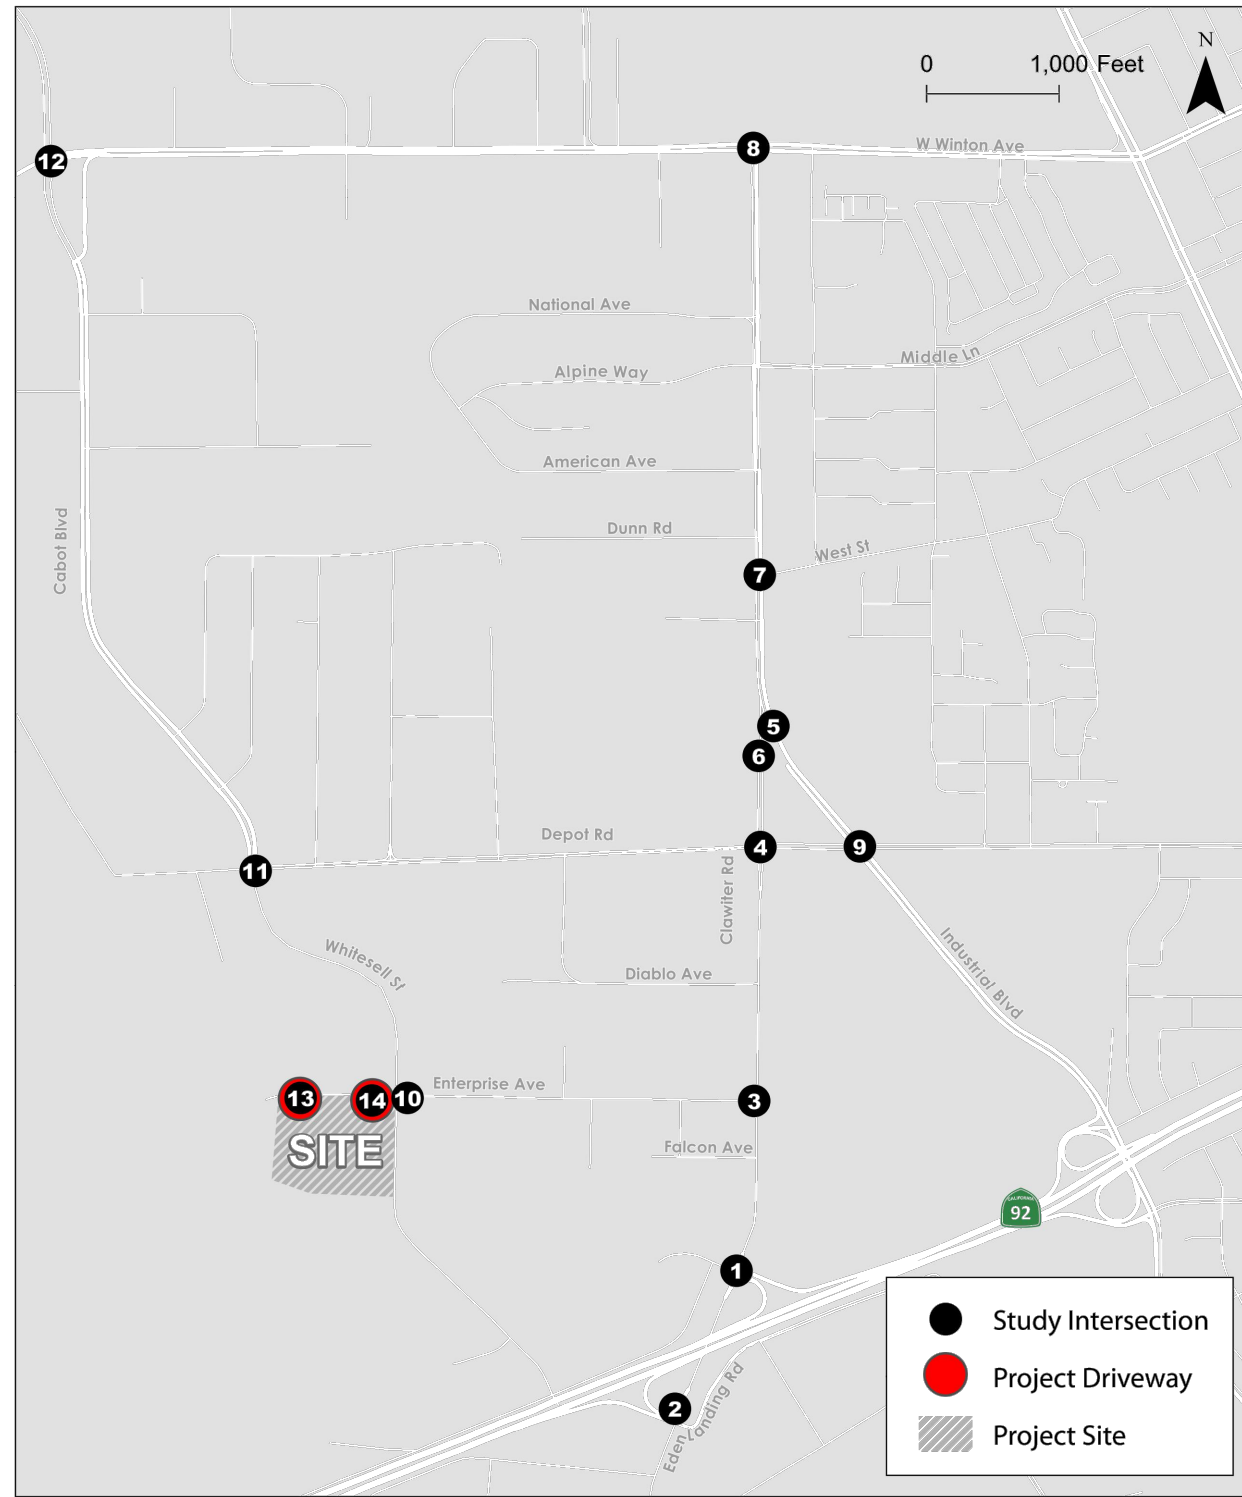 N
0 1,000 Feet
W Winton Ave
8
12
National Ave
Middle Ln
Alpine Way
American Ave
Dunn Rd
West St
Cabot Blvd
7
5
6
Depot Rd
4
9
11
Clawiter Rd
Whitesell St
Industrial Blvd
Diablo Ave
Enterprise Ave
13
14
10
3
SITE
Falcon Ave
CALIFORNIA
92
1
2
Eden Landing Rd
Study Intersection
Project Driveway
Project Site